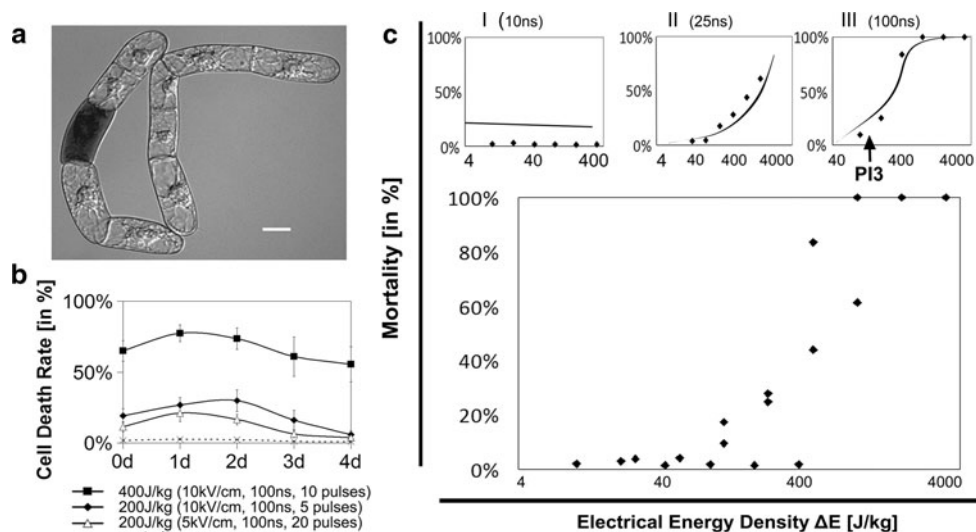 a
b
Cell Death Rate [in %]
100%
50%
0%
0d 1d 2d 3d 4d
400J/kg (10kV/cm, 100ns, 10 pulses)
200J/kg (10kV/cm, 100ns, 5 pulses)
200J/kg (5kV/cm, 100ns, 20 pulses)
c
I (10ns)
100%
50%
0%
4 40 400
II (25ns)
100%
50%
0%
40 400 4000
III (100ns)
100%
50%
0%
40 400 4000
PI3
Mortality [in %]
100%
80%
60%
40%
20%
0%
4 40 400 4000
Electrical Energy Density ΔE [J/kg]